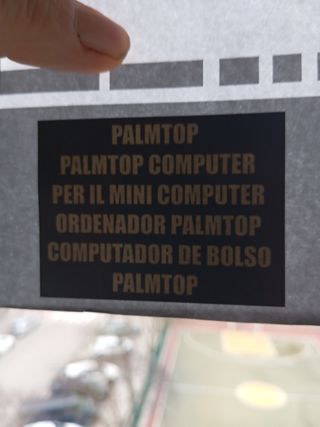 PALMTOP
PALMTOP COMPUTER
PER IL MINI COMPUTER
ORDENADOR PALMTOP
COMPUTADOR DE BOLSO
PALMTOP